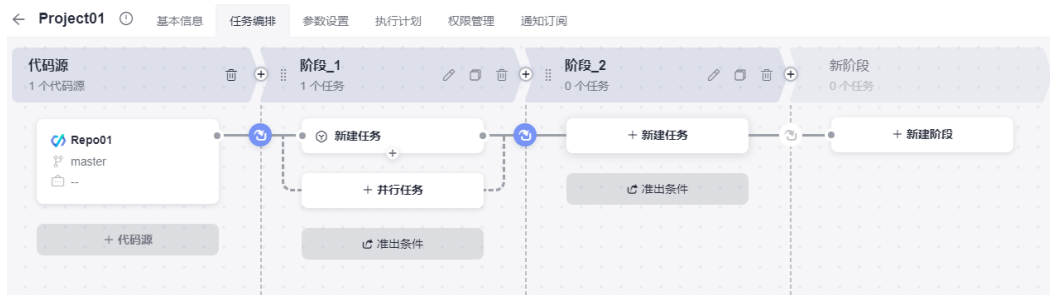 Project01
基本信息
任务编排
参数设置
执行计划
权限管理
通知订阅
代码源
1 个代码源
阶段_1
1个任务
阶段_2
0 个任务
新阶段
0 个任务
Repo01
master
--
+ 代码源
新建任务
+ 并行任务
准出条件
+ 新建任务
准出条件
+ 新建阶段